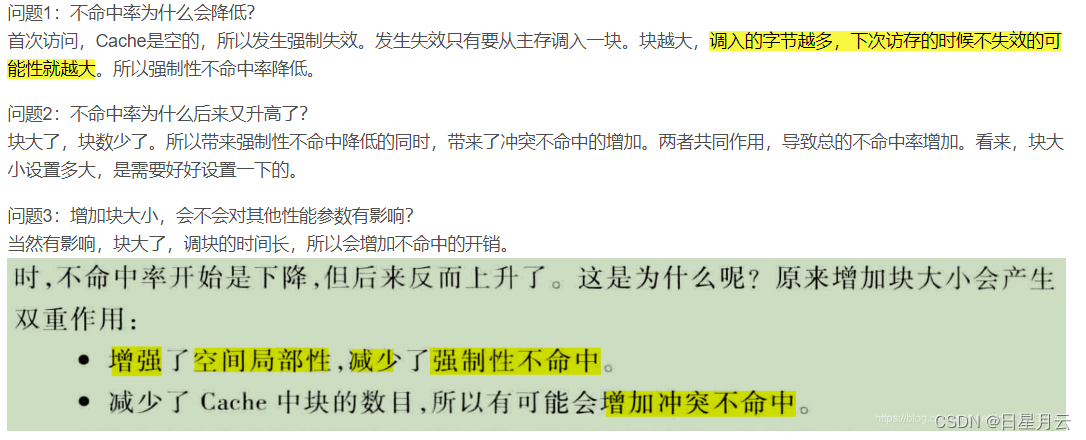 问题1：不命中率为什么会降低？
首次访问，Cache是空的，所以发生强制失效。发生失效只有要从主存调入一块。块越大，调入的字节越多，下次访存的时候不失效的可
能性就越大。所以强制性不命中率降低。
问题2：不命中率为什么后来又升高了？
块大了，块数少了。所以带来强制性不命中降低的同时，带来了冲突不命中的增加。两者共同作用，导致总的不命中率增加。看来，块大
小设置多大，是需要好好设置一下的。
问题3：增加块大小，会不会对其他性能参数有影响？
当然有影响，块大了，调块的时间长，所以会增加不命中的开销。
时，不命中率开始是下降，但后来反而上升了。这是为什么呢？原来增加块大小会产生
双重作用：
• 增强了空间局部性，减少了强制性不命中。
• 减少了 Cache 中块的数目，所以有可能会增加冲突不命中。
CSDN @日星月云